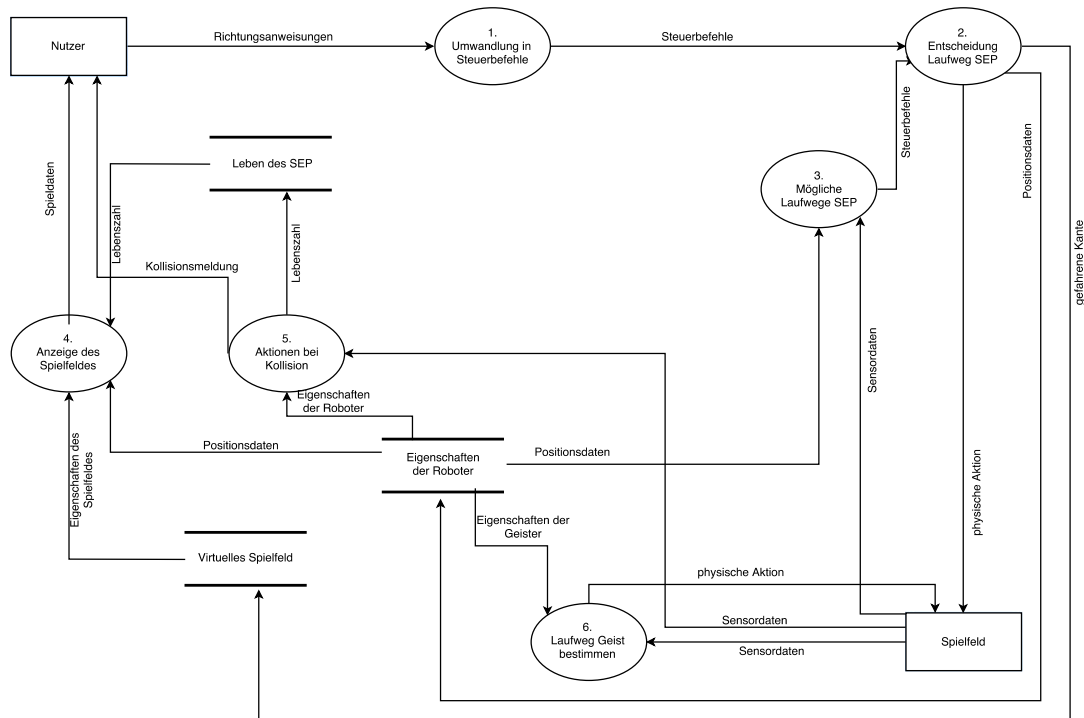 Nutzer
Richtungsanweisungen
1.
Umwandlung in
Steuerbefehle
Steuerbefehle
2.
Entscheidung
Laufweg SEP
Steuerbefehle
Positionsdaten
gefahrene Kante
Leben des SEP
3.
Mögliche
Laufwege SEP
Spieldaten
Lebenszahl
Lebenszahl
Kollisionsmeldung
4.
Anzeige des
Spielfeldes
5.
Aktionen bei
Kollision
Sensordaten
Eigenschaften
der Roboter
Positionsdaten
Eigenschaften
der Roboter
Positionsdaten
Eigenschaften des
Spielfeldes
physische Aktion
Eigenschaften der
Geister
Virtuelles Spielfeld
physische Aktion
6.
Laufweg Geist
bestimmen
Sensordaten
Sensordaten
Spielfeld